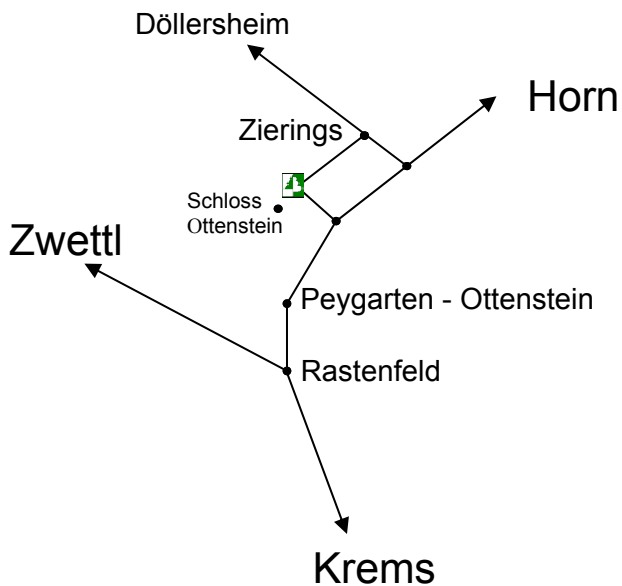 Döllersheim
Horn
Zierings
Schloss
Ottenstein
Zwettl
Peygarten - Ottenstein
Rastenfeld
Krems